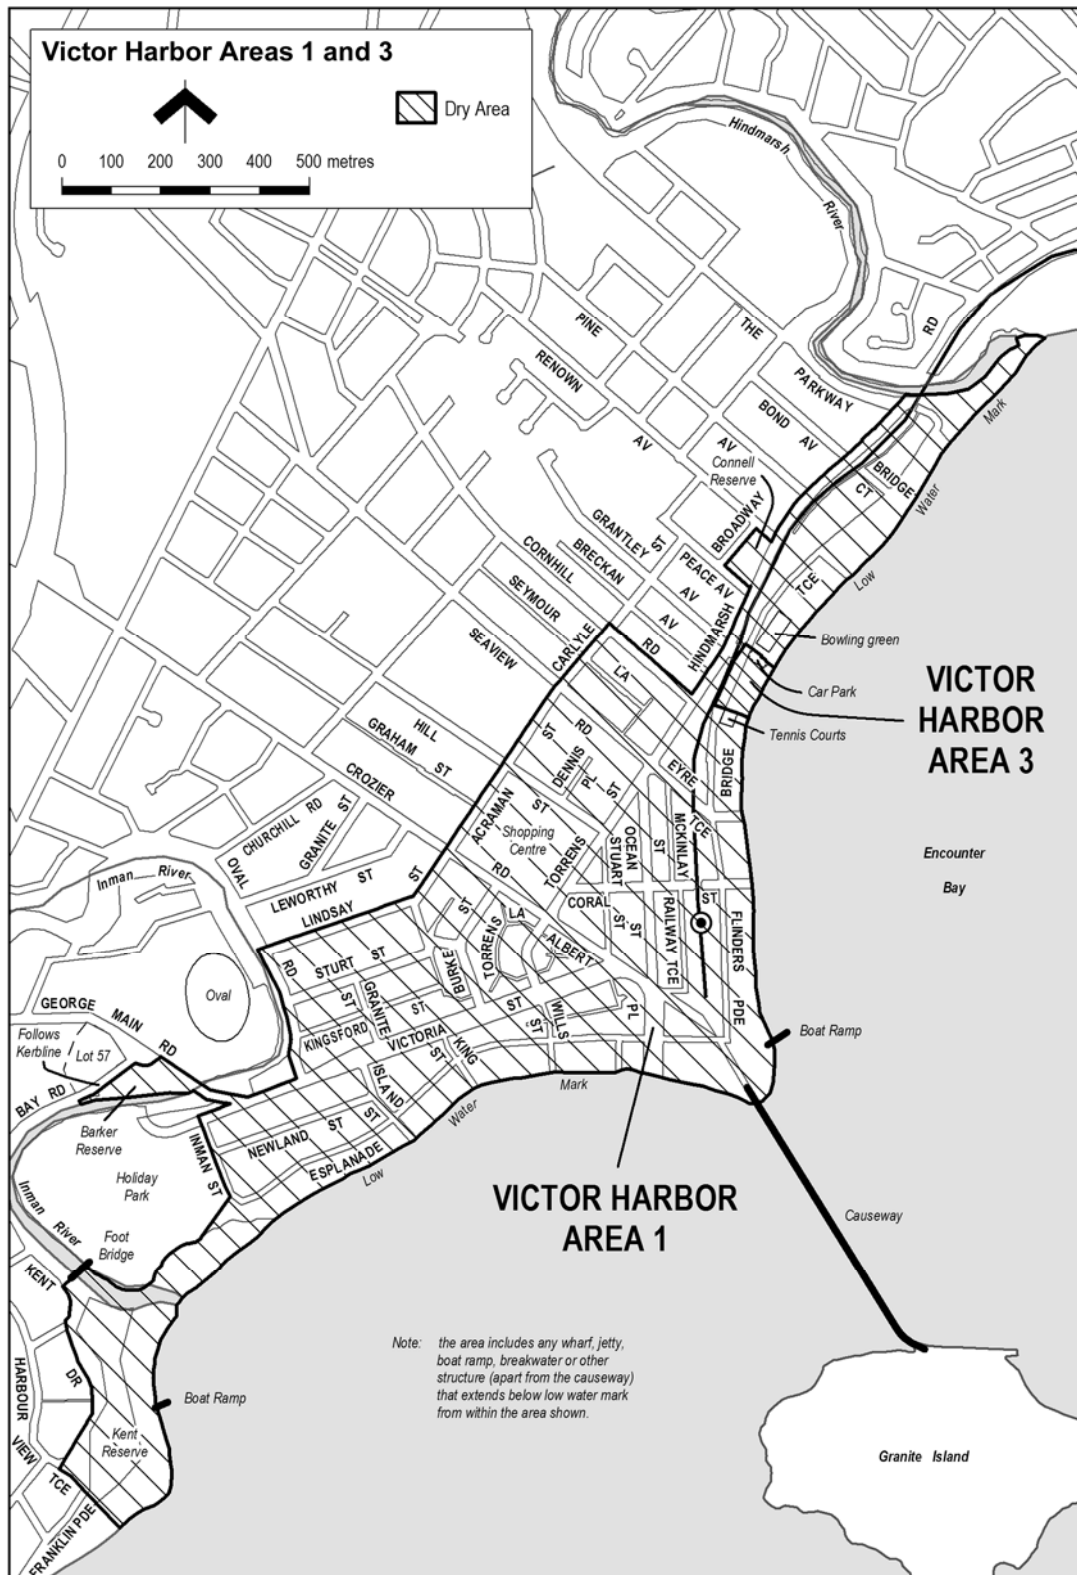 Victor Harbor Areas 1 and 3
Dry Area
0 100 200 300 400 500 metres
Hindmarsh
River
PINE
THE
RD
RENOWN
PARKWAY
Mark
BOND AV
AV
AV
Connell
Reserve
BRIDGE
CT
Water
GRANTLEY
ST
BROADWAY
CORNHILL
BRECKAN
PEACE AV
TCE
Low
SEYMOUR
AV
AV
HINDMARSH
Bowling green
SEAVIEW
CARLYLE
RD
LA
Car Park
VICTOR
HARBOR
AREA 3
HILL
GRAHAM ST
ST
RD
Tennis Courts
CROZIER
DENNIS
PL
EYRE
BRIDGE
ACRAMAN
ST
ST
TCE
CHURCHILL RD
GRANITE ST
Shopping
Centre
OCEAN
STUART
ST
MCKINLAY
OVAL
TORRENS
RD
Encounter
Bay
Inman River
LEWORTHY ST
ST
LINDSAY
CORAL
ST
ST
RAILWAY TCE
ST
FLINDERS
LA
ST
TORRENS
ALBERT
RD
STURT ST
BURKE
Oval
GEORGE MAIN RD
ST
GRANITE
ST
ST
WILLS
ST
PL
PDE
Boat Ramp
KINGSFORD
VICTORIA
ST
KING
Follows
Kerbline
Lot 57
BAY RD
ISLAND
Mark
Barker
Reserve
Water
INMAN ST
NEWLAND ST
ST
ESPLANADE
Low
Holiday
Park
VICTOR HARBOR
AREA 1
Inman
River
Foot
Bridge
Causeway
KENT
DR
Note: the area includes any wharf, jetty,
boat ramp, breakwater or other
structure (apart from the causeway)
that extends below low water mark
from within the area shown.
HARBOUR
VIEW
TCE
Boat Ramp
Kent
Reserve
Granite Island
FRANKLIN PDE